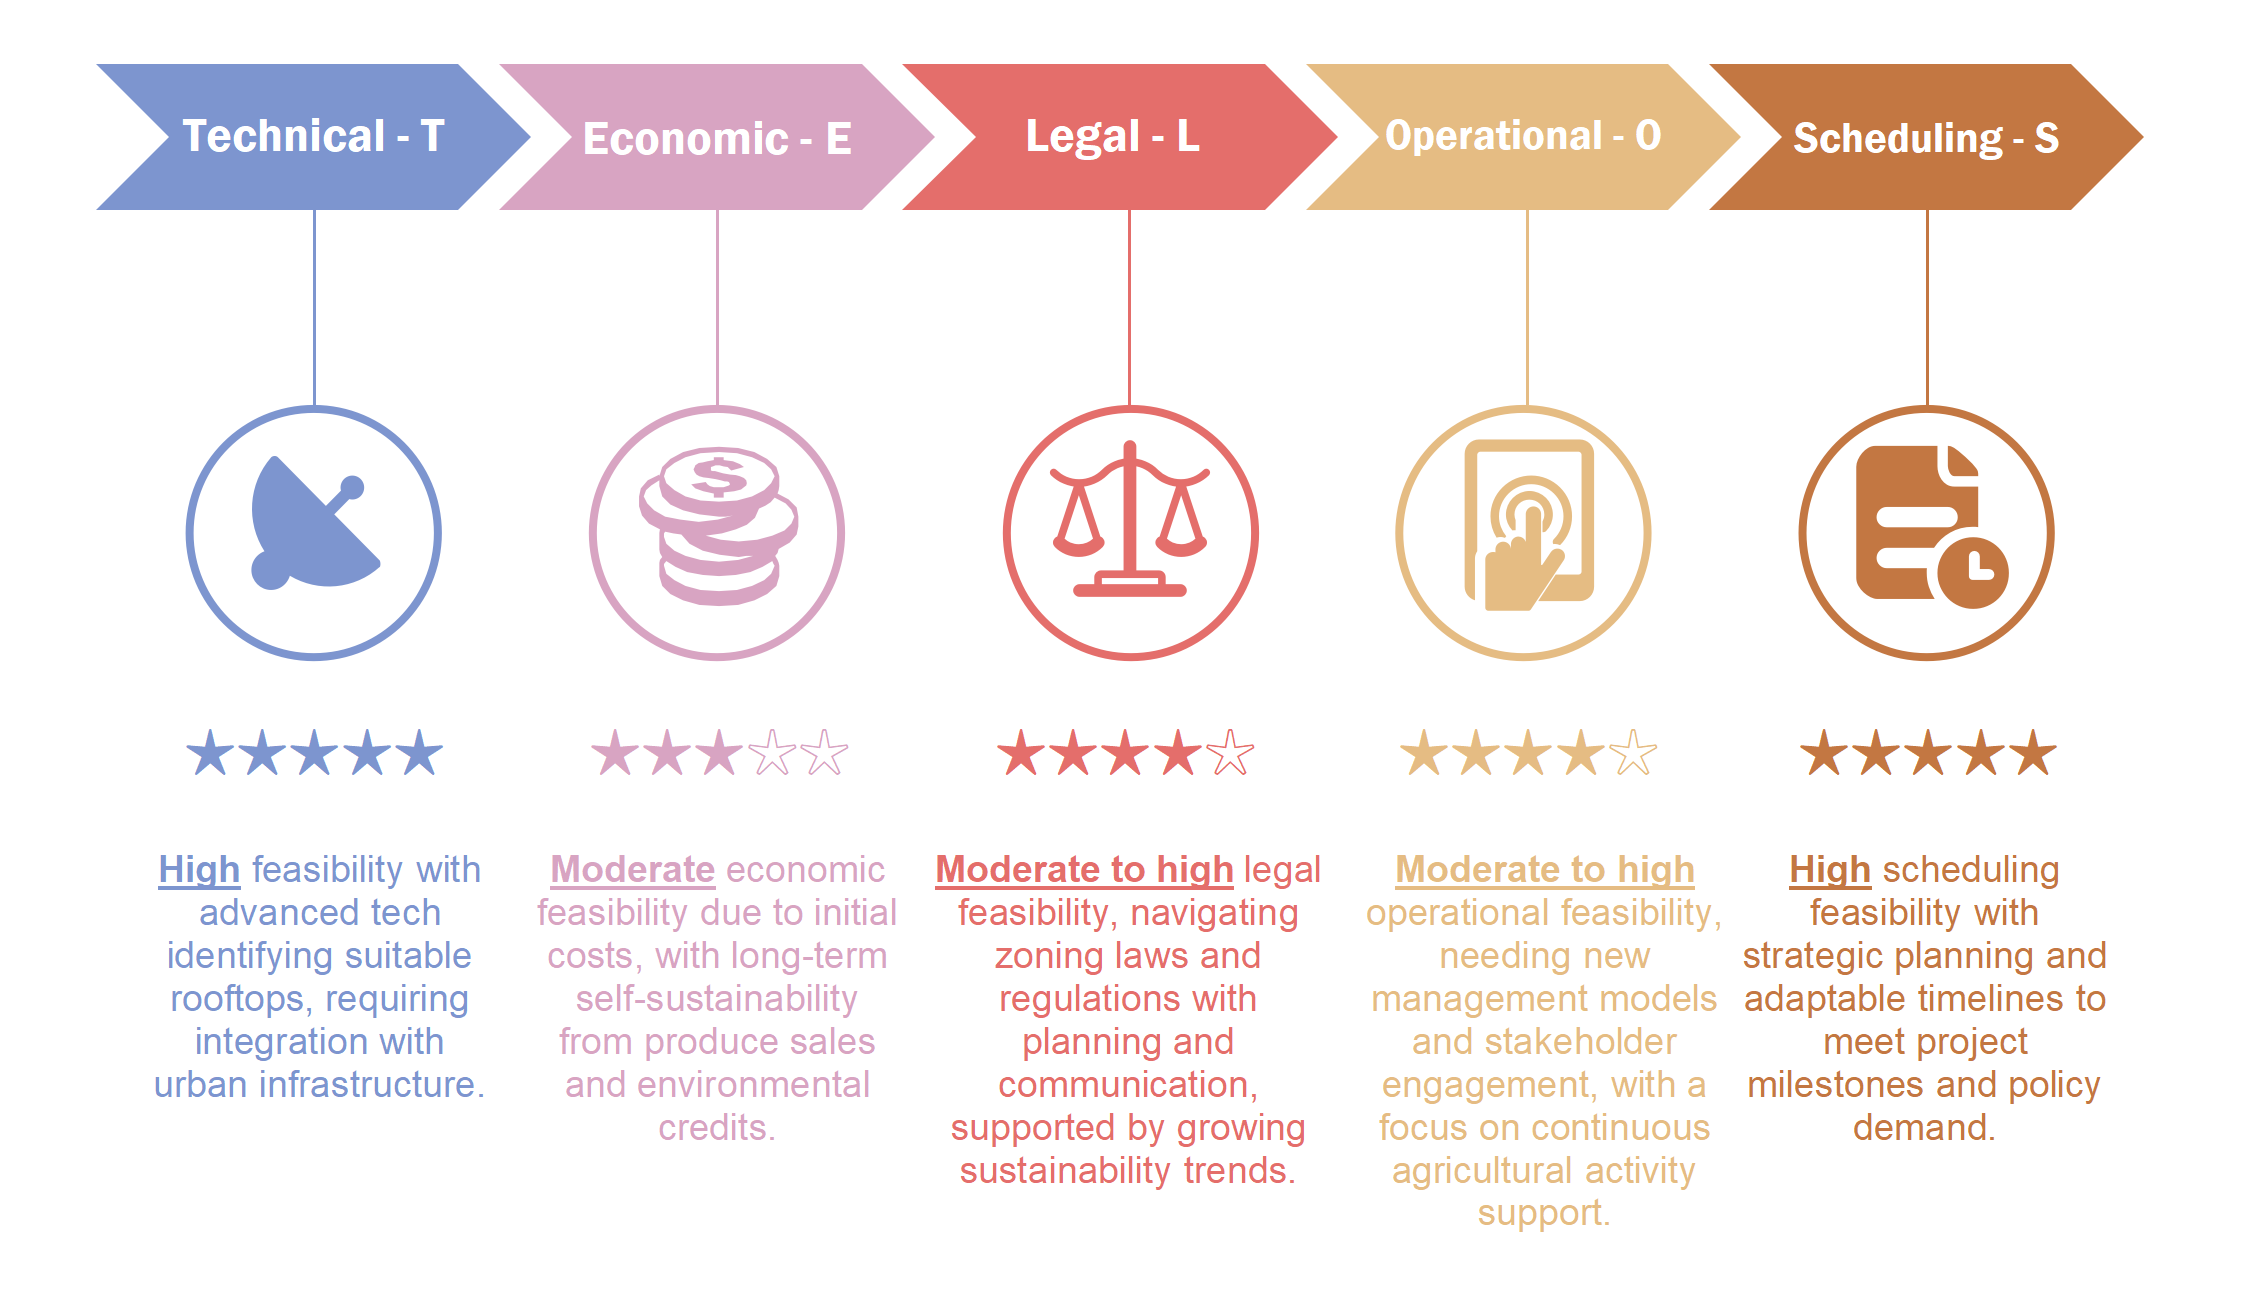 Technical - T
Economic - E
Legal - L
Operational - O
Scheduling - S
$
★★★★★
★★★☆☆
★★★★☆
★★★★☆
★★★★★
High feasibility with
advanced tech
identifying suitable
rooftops, requiring
integration with
urban infrastructure.
Moderate economic
feasibility due to initial
costs, with long-term
self-sustainability
from produce sales
and environmental
credits.
Moderate to high legal
feasibility, navigating
zoning laws and
regulations with
planning and
communication,
supported by growing
sustainability trends.
Moderate to high
operational feasibility,
needing new
management models
and stakeholder
engagement, with a
focus on continuous
agricultural activity
support.
High scheduling
feasibility with
strategic planning and
adaptable timelines to
meet project
milestones and policy
demand.